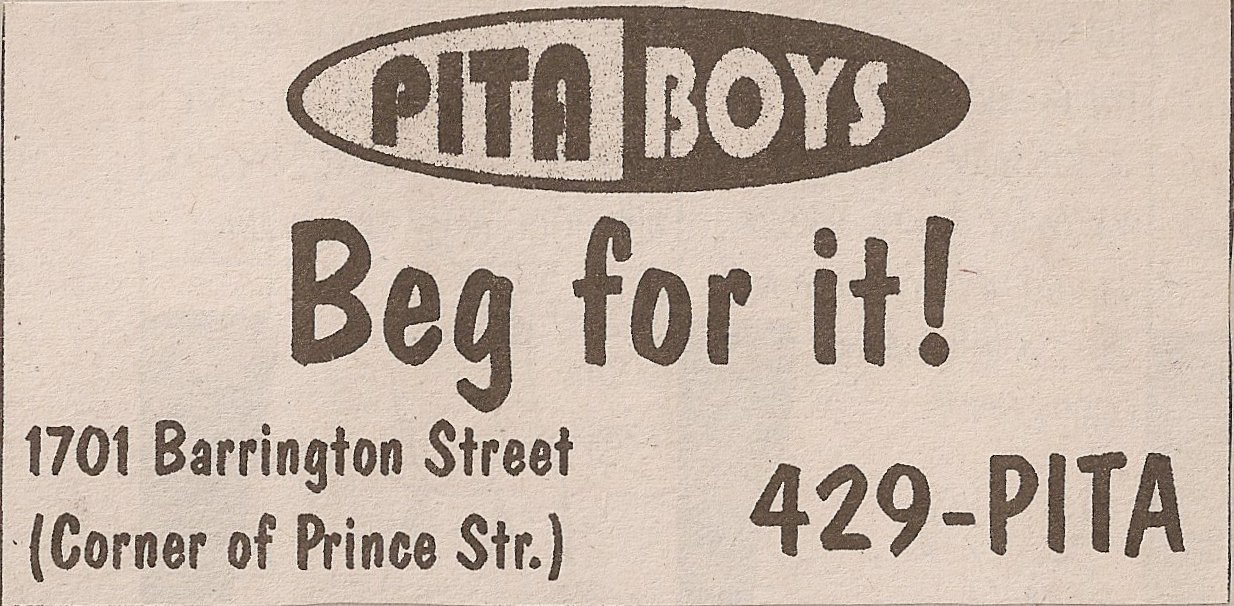 PITA BOYS
Beg for it!
1701 Barrington Street
(Corner of Prince Str.)
429-PITA